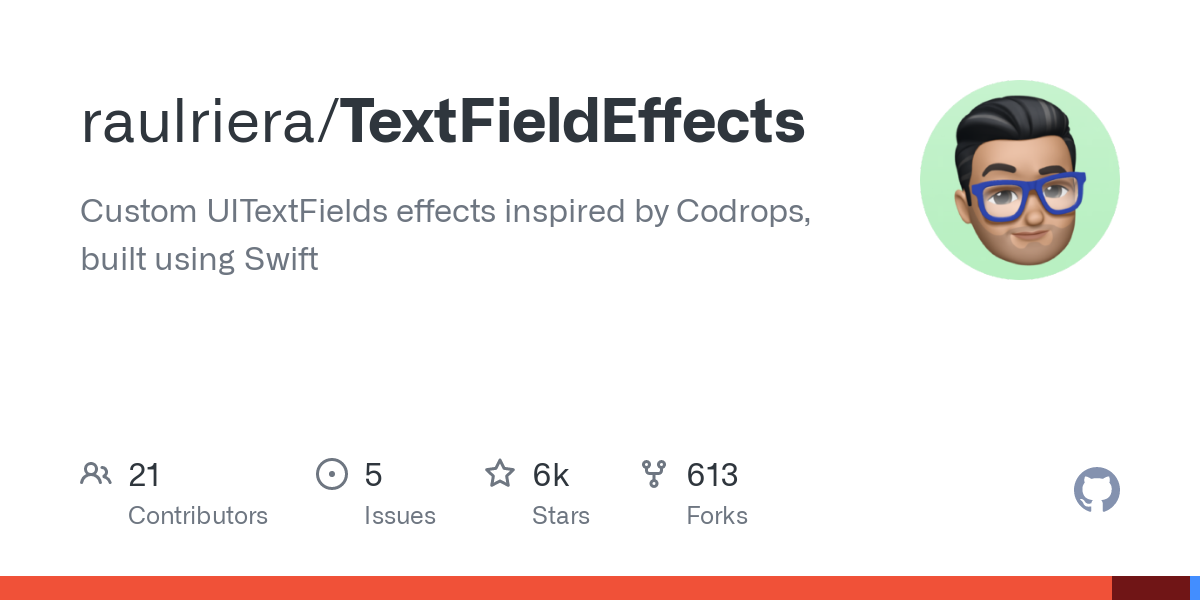 raulriera/TextFieldEffects
Custom UITextFields effects inspired by Codrops,
built using Swift
21
Contributors
5
Issues
6k
Stars
613
Forks